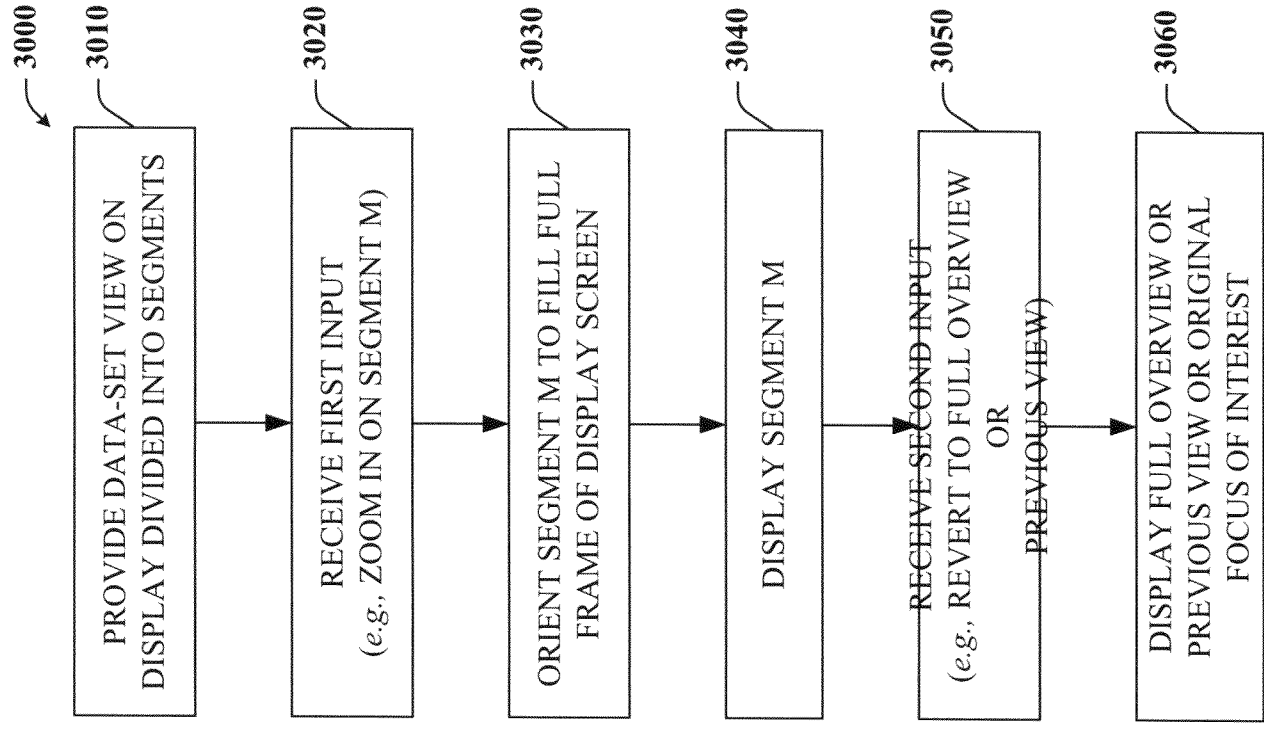 3000
3010
PROVIDE DATA-SET VIEW ON
DISPLAY DIVIDED INTO SEGMENTS
3020
RECEIVE FIRST INPUT
(e.g., ZOOM IN ON SEGMENT M)
3030
ORIENT SEGMENT M TO FILL FULL
FRAME OF DISPLAY SCREEN
3040
DISPLAY SEGMENT M
3050
RECEIVE SECOND INPUT
(e.g., REVERT TO FULL OVERVIEW
OR
PREVIOUS VIEW)
3060
DISPLAY FULL OVERVIEW OR
PREVIOUS VIEW OR ORIGINAL
FOCUS OF INTEREST